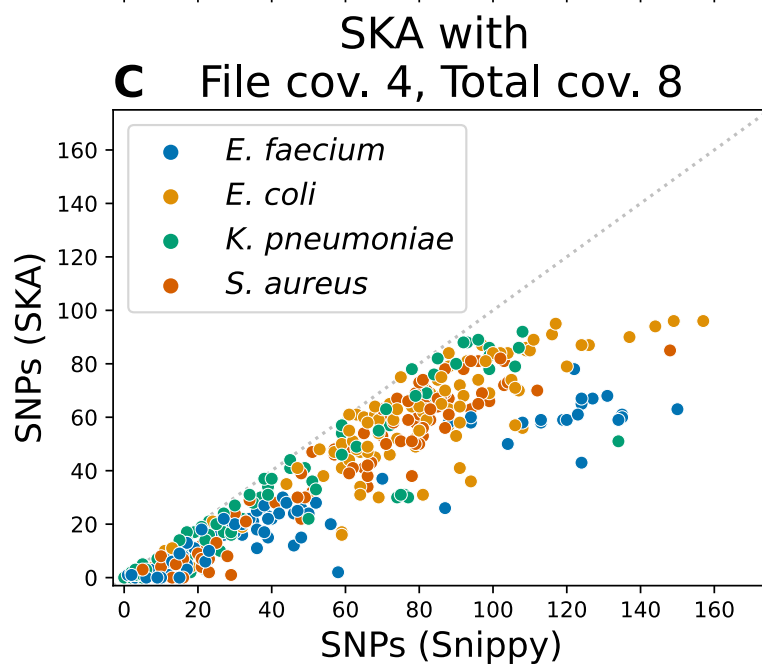 SKA with
C File cov. 4, Total cov. 8
E. faecium
E. coli
K. pneumoniae
S. aureus
SNPs (SKA)
160
140
120
100
80
60
40
20
0
0 20 40 60 80 100 120 140 160
SNPs (Snippy)